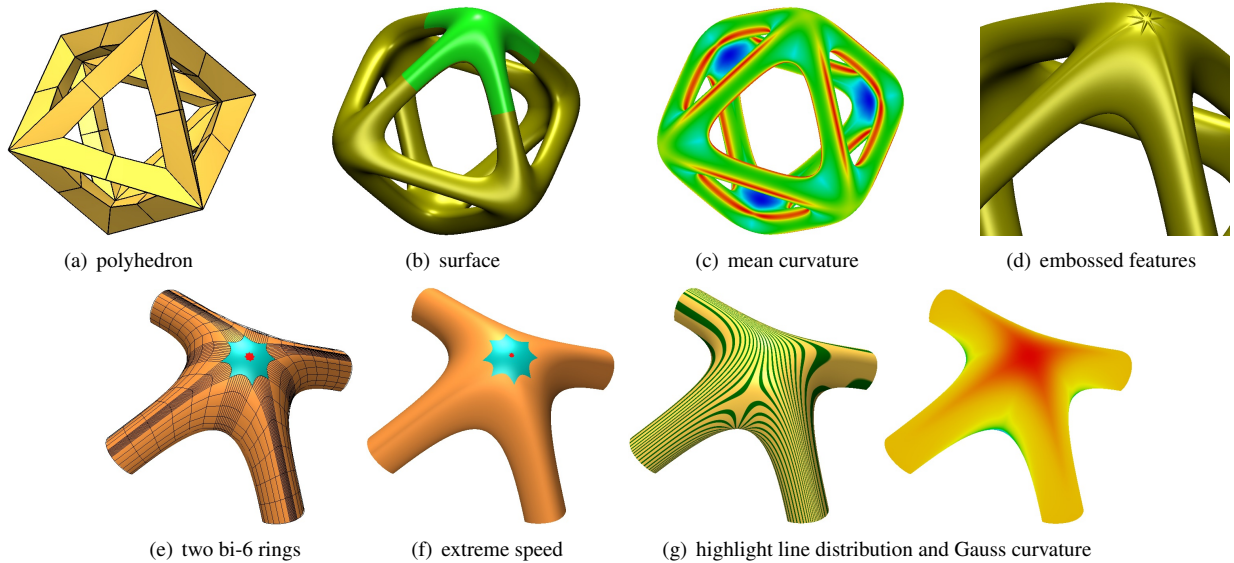 (a) polyhedron
(b) surface
(c) mean curvature
(d) embossed features
(e) two bi-6 rings
(f) extreme speed
(g) highlight line distribution and Gauss curvature